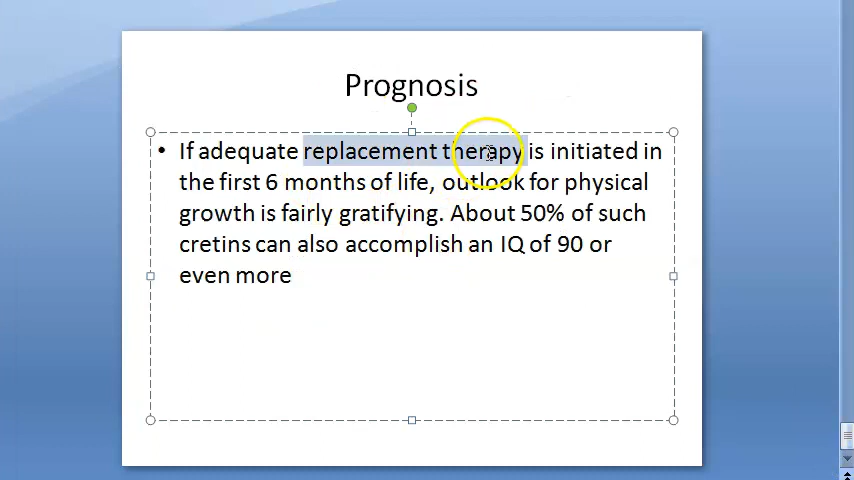 Prognosis
• If adequate replacement therapy is initiated in
the first 6 months of life, outlook for physical
growth is fairly gratifying. About 50% of such
cretins can also accomplish an IQ of 90 or
even more